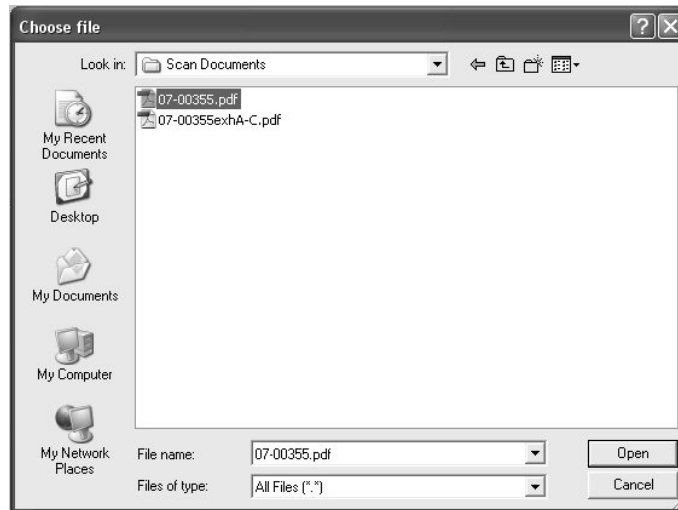 Choose file
Look in:
Scan Documents
07-00355.pdf
07-00355exhA-C.pdf
My Recent
Documents
Desktop
My Documents
My Computer
My Network
Places
File name:
07-00355.pdf
Open
Files of type:
All Files (*.*)
Cancel